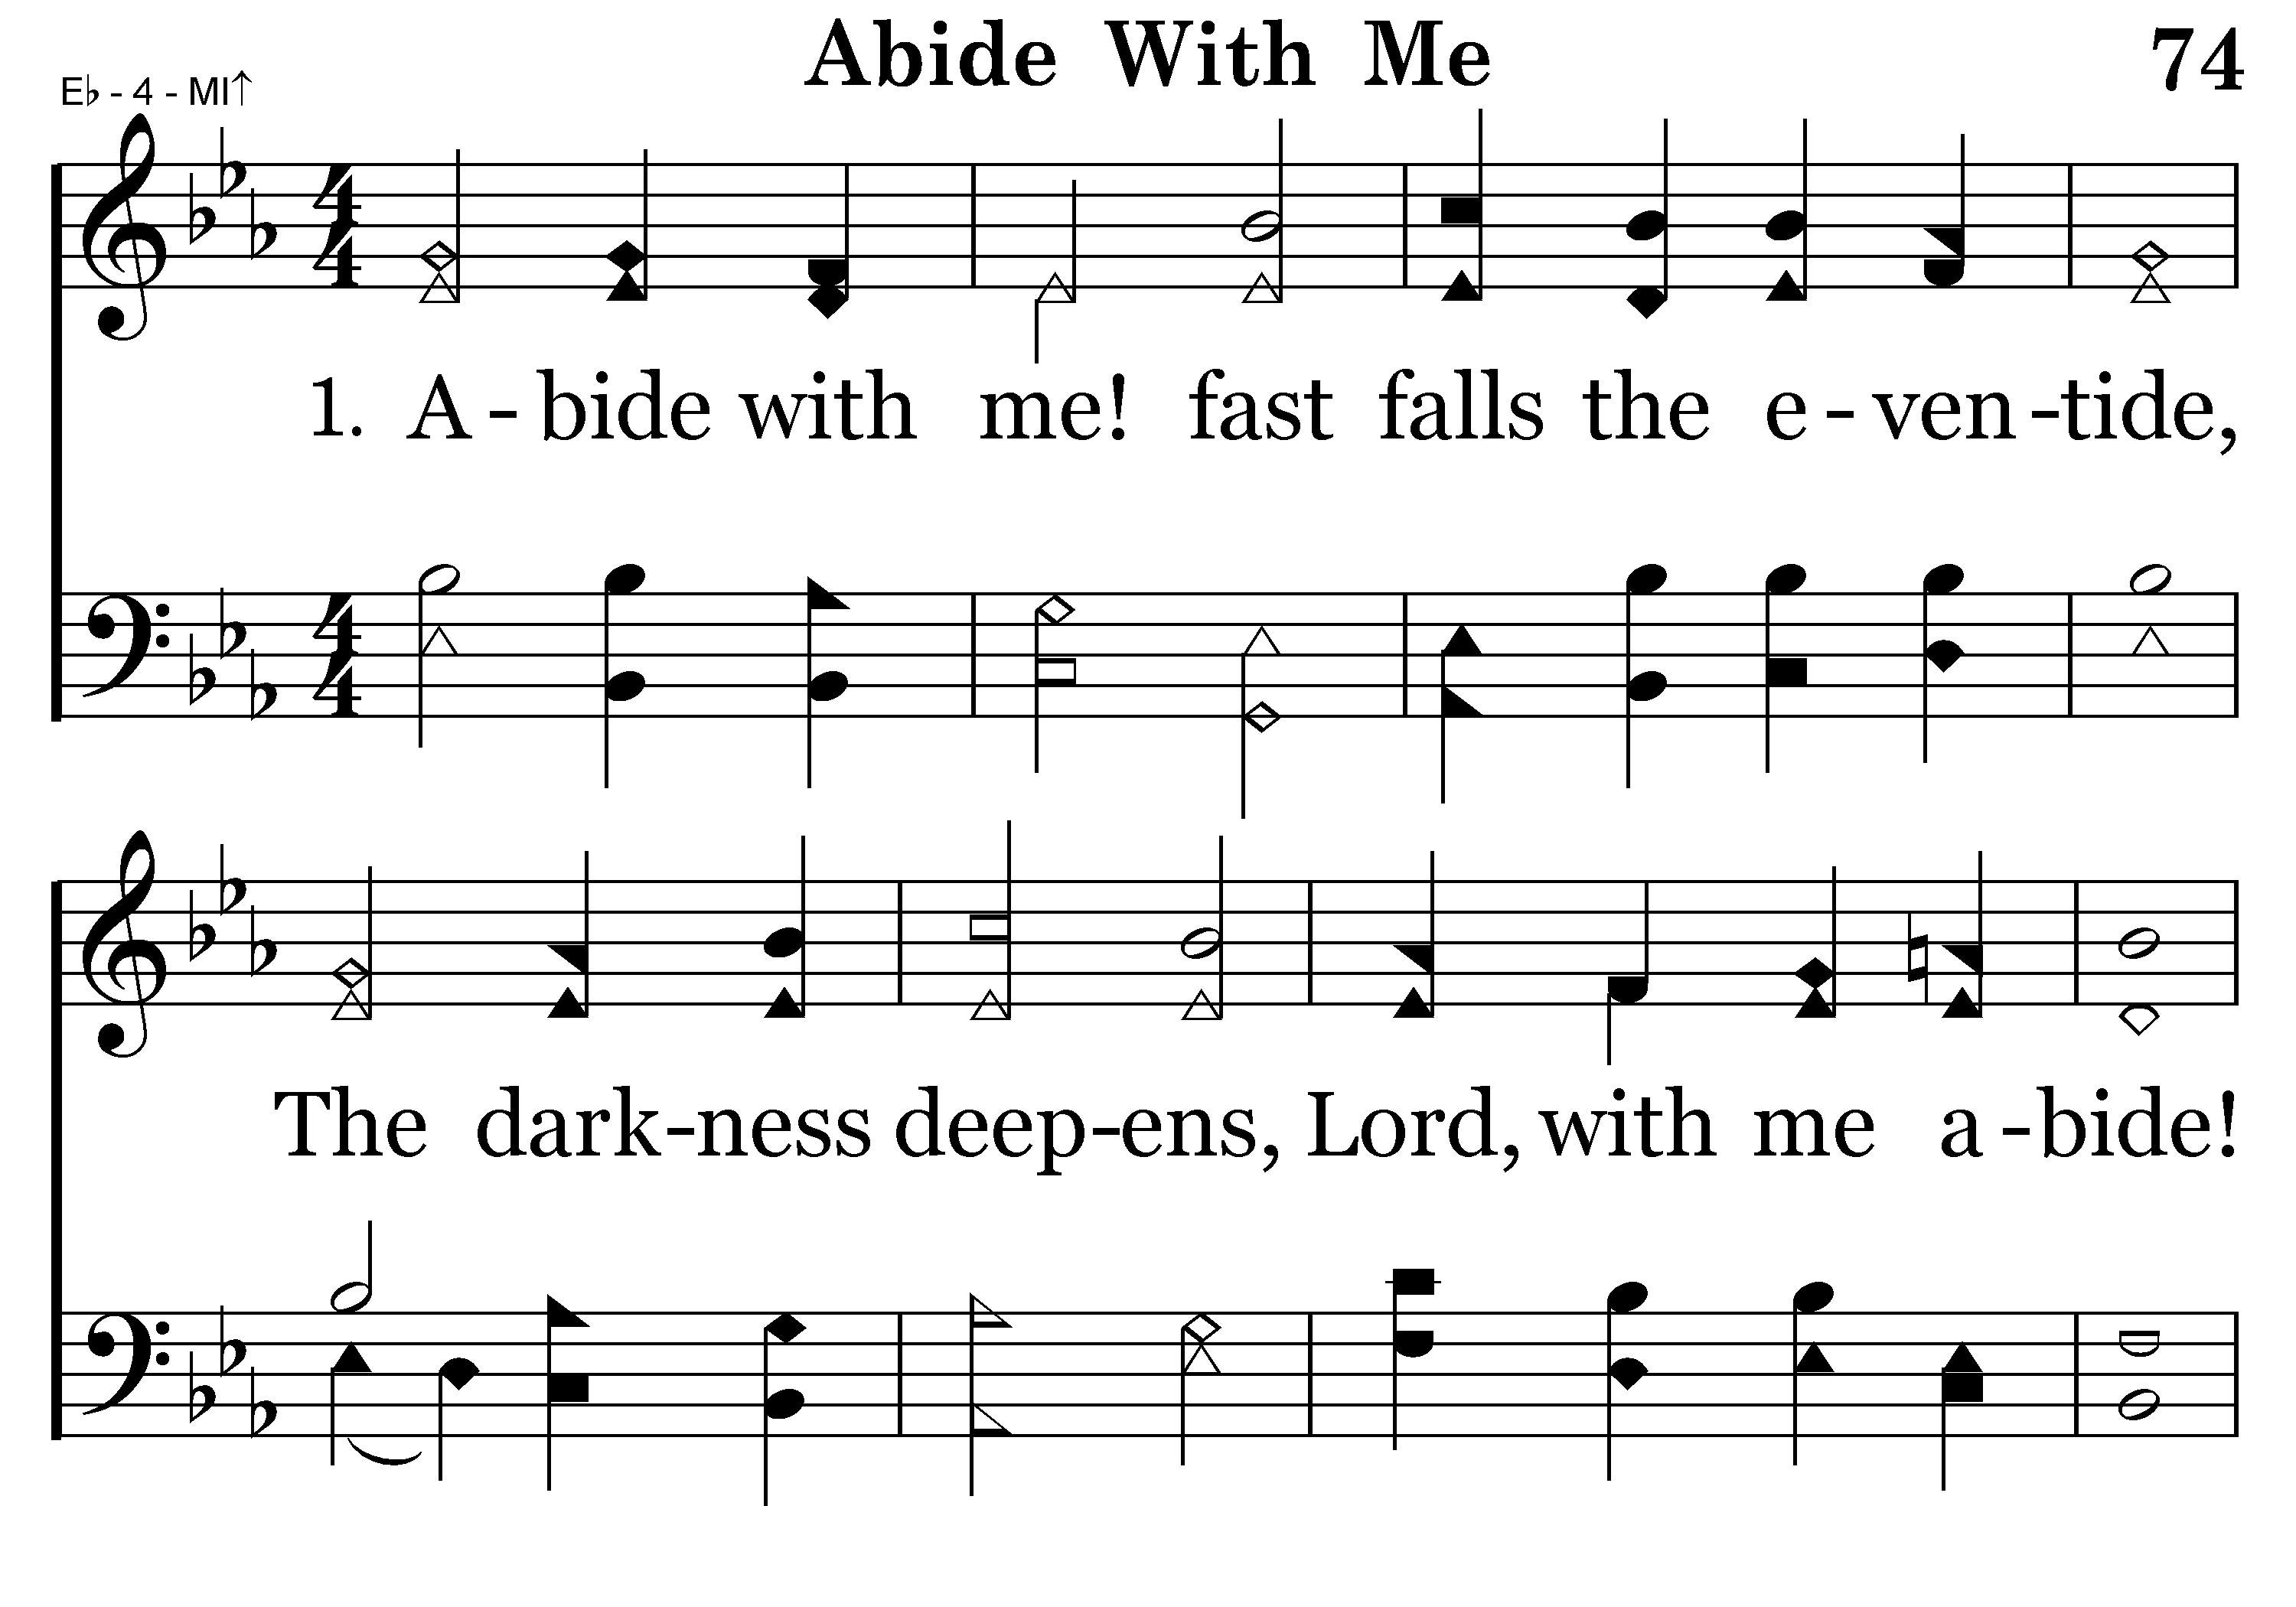 Abide With Me
74
E♭ - 4 - MI↑
1. A - bide with me! fast falls the e - ven - tide,
The dark - ness deep - ens, Lord, with me a - bide!